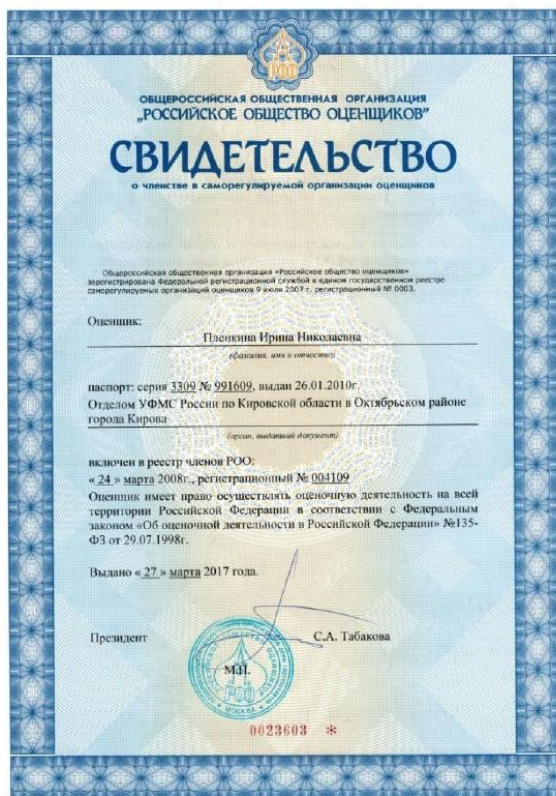 РОО
ОБЩЕРОССИЙСКАЯ ОБЩЕСТВЕННАЯ ОРГАНИЗАЦИЯ
„РОССИЙСКОЕ ОБЩЕСТВО ОЦЕНЩИКОВ”
СВИДЕТЕЛЬСТВО
о членстве в саморегулируемой организации оценщиков
Общероссийская общественная организация «Российское общество оценщиков»
зарегистрирована Федеральной регистрационной службой в едином государственном реестре
саморегулируемых организаций оценщиков 9 июля 2007 г. регистрационный № 0003.
Оценщик:
Пленкина Ирина Николаевна
(фамилия, имя и отчество)
паспорт: серия 3309 № 991609, выдан 26.01.2010г.
Отделом УФМС России по Кировской области в Октябрьском районе
города Кирова
(орган, выдавший документ)
включен в реестр членов РОО:
« 24 » марта 2008г., регистрационный № 004109
Оценщик имеет право осуществлять оценочную деятельность на всей
территории Российской Федерации в соответствии с Федеральным
законом «Об оценочной деятельности в Российской Федерации» №135-
ФЗ от 29.07.1998г.
Выдано « 27 » марта 2017 года.
Президент С.А. Табакова
М.П.
РОО
МОСКВА
0023603 *